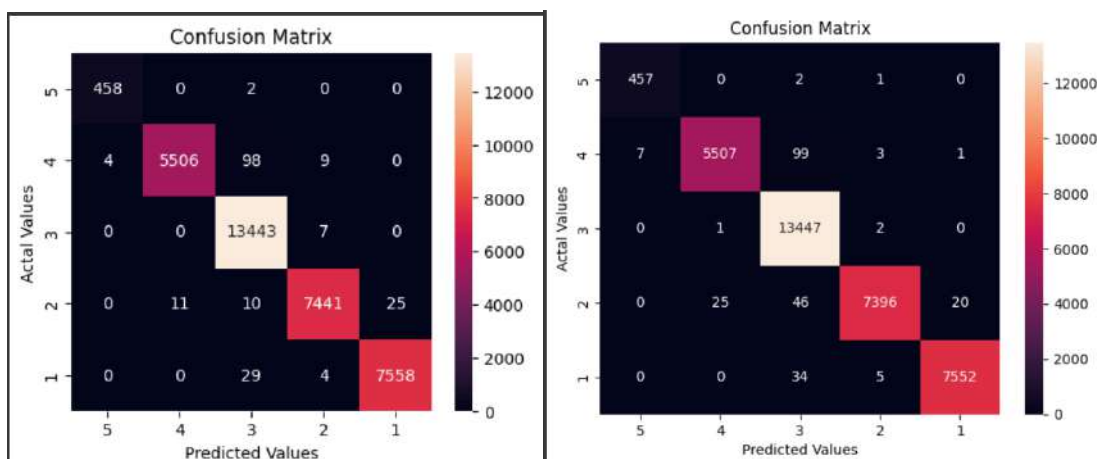 Confusion Matrix
5 458 0 2 0 0
4 4 5506 98 9 0
3 0 0 13443 7 0
2 0 11 10 7441 25
1 0 0 29 4 7558
5 4 3 2 1
Predicted Values
Actal Values
12000
10000
8000
6000
4000
2000
0
Confusion Matrix
5 457 0 2 1 0
4 7 5507 99 3 1
3 0 1 13447 2 0
2 0 25 46 7396 20
1 0 0 34 5 7552
5 4 3 2 1
Predicted Values
Actal Values
12000
10000
8000
6000
4000
2000
0